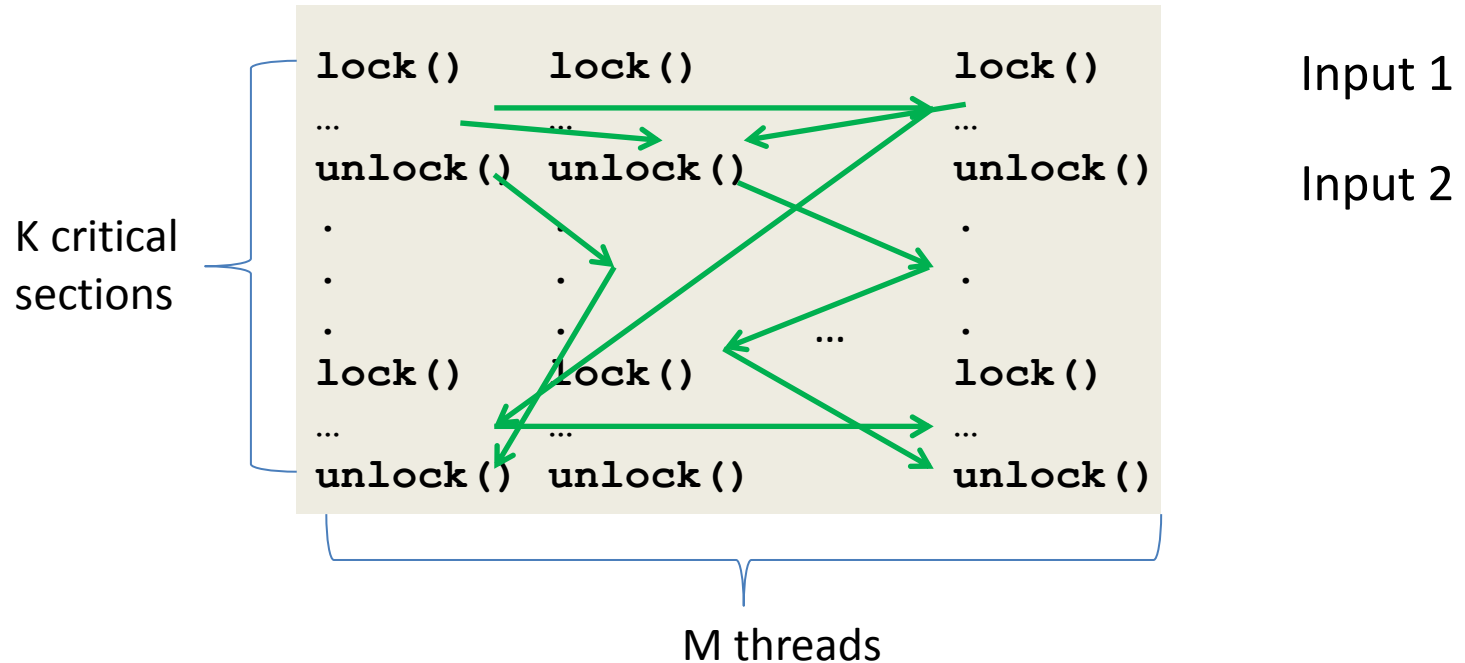 lock() lock() lock()
… … …
unlock() unlock() unlock()
. . .
. . .
. . … .
lock() lock() lock()
… … …
unlock() unlock() unlock()
K critical
sections
M threads
Input 1
Input 2